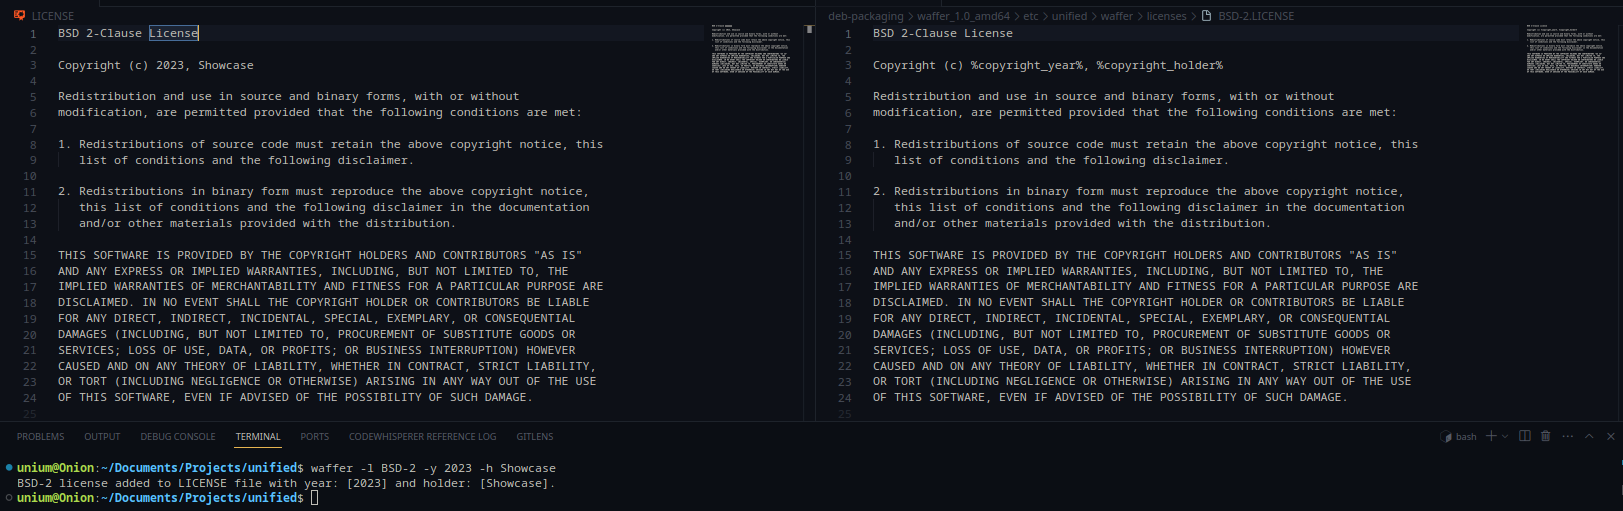 LICENSE
1 BSD 2-Clause License
2
3 Copyright (c) 2023, Showcase
4
5 Redistribution and use in source and binary forms, with or without
6 modification, are permitted provided that the following conditions are met:
7
8 1. Redistributions of source code must retain the above copyright notice, this
9 list of conditions and the following disclaimer.
10
11 2. Redistributions in binary form must reproduce the above copyright notice,
12 this list of conditions and the following disclaimer in the documentation
13 and/or other materials provided with the distribution.
14
15 THIS SOFTWARE IS PROVIDED BY THE COPYRIGHT HOLDERS AND CONTRIBUTORS "AS IS"
16 AND ANY EXPRESS OR IMPLIED WARRANTIES, INCLUDING, BUT NOT LIMITED TO, THE
17 IMPLIED WARRANTIES OF MERCHANTABILITY AND FITNESS FOR A PARTICULAR PURPOSE ARE
18 DISCLAIMED. IN NO EVENT SHALL THE COPYRIGHT HOLDER OR CONTRIBUTORS BE LIABLE
19 FOR ANY DIRECT, INDIRECT, INCIDENTAL, SPECIAL, EXEMPLARY, OR CONSEQUENTIAL
20 DAMAGES (INCLUDING, BUT NOT LIMITED TO, PROCUREMENT OF SUBSTITUTE GOODS OR
21 SERVICES; LOSS OF USE, DATA, OR PROFITS; OR BUSINESS INTERRUPTION) HOWEVER
22 CAUSED AND ON ANY THEORY OF LIABILITY, WHETHER IN CONTRACT, STRICT LIABILITY,
23 OR TORT (INCLUDING NEGLIGENCE OR OTHERWISE) ARISING IN ANY WAY OUT OF THE USE
24 OF THIS SOFTWARE, EVEN IF ADVISED OF THE POSSIBILITY OF SUCH DAMAGE.
25
deb-packaging > waffer_1.0_amd64 > etc > unified > waffer > licenses > BSD-2.LICENSE
1 BSD 2-Clause License
2
3 Copyright (c) %copyright_year%, %copyright_holder%
4
5 Redistribution and use in source and binary forms, with or without
6 modification, are permitted provided that the following conditions are met:
7
8 1. Redistributions of source code must retain the above copyright notice, this
9 list of conditions and the following disclaimer.
10
11 2. Redistributions in binary form must reproduce the above copyright notice,
12 this list of conditions and the following disclaimer in the documentation
13 and/or other materials provided with the distribution.
14
15 THIS SOFTWARE IS PROVIDED BY THE COPYRIGHT HOLDERS AND CONTRIBUTORS "AS IS"
16 AND ANY EXPRESS OR IMPLIED WARRANTIES, INCLUDING, BUT NOT LIMITED TO, THE
17 IMPLIED WARRANTIES OF MERCHANTABILITY AND FITNESS FOR A PARTICULAR PURPOSE ARE
18 DISCLAIMED. IN NO EVENT SHALL THE COPYRIGHT HOLDER OR CONTRIBUTORS BE LIABLE
19 FOR ANY DIRECT, INDIRECT, INCIDENTAL, SPECIAL, EXEMPLARY, OR CONSEQUENTIAL
20 DAMAGES (INCLUDING, BUT NOT LIMITED TO, PROCUREMENT OF SUBSTITUTE GOODS OR
21 SERVICES; LOSS OF USE, DATA, OR PROFITS; OR BUSINESS INTERRUPTION) HOWEVER
22 CAUSED AND ON ANY THEORY OF LIABILITY, WHETHER IN CONTRACT, STRICT LIABILITY,
23 OR TORT (INCLUDING NEGLIGENCE OR OTHERWISE) ARISING IN ANY WAY OUT OF THE USE
24 OF THIS SOFTWARE, EVEN IF ADVISED OF THE POSSIBILITY OF SUCH DAMAGE.
25
PROBLEMS OUTPUT DEBUG CONSOLE TERMINAL PORTS CODEWHISPERER REFERENCE LOG GITLENS bash
unium@Onion:~/Documents/Projects/unified$ waffer -l BSD-2 -y 2023 -h Showcase
BSD-2 license added to LICENSE file with year: [2023] and holder: [Showcase].
unium@Onion:~/Documents/Projects/unified$